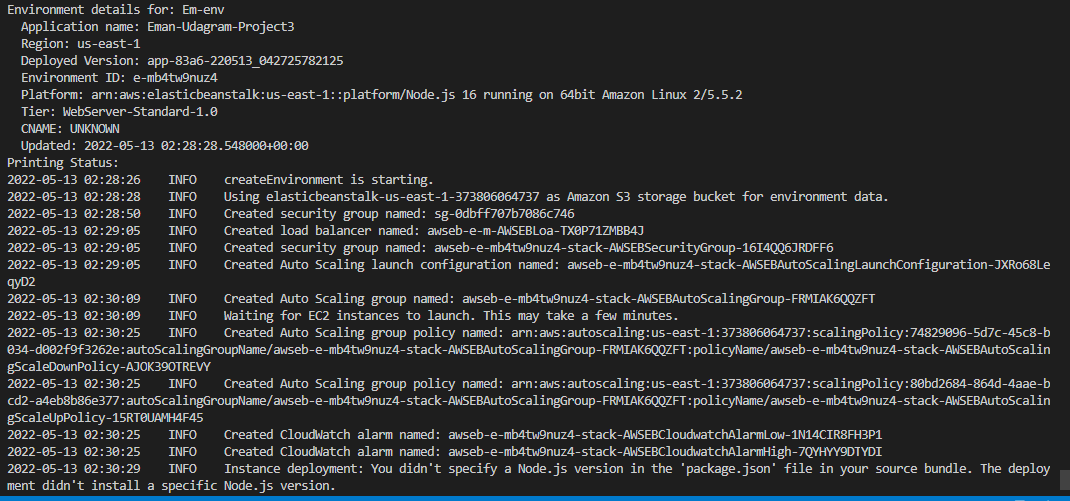 Environment details for: Em-env
  Application name: Eman-Udagram-Project3
  Region: us-east-1
  Deployed Version: app-83a6-220513_042725782125
  Environment ID: e-mb4tw9nuz4
  Platform: arn:aws:elasticbeanstalk:us-east-1::platform/Node.js 16 running on 64bit Amazon Linux 2/5.5.2
  Tier: WebServer-Standard-1.0
  CNAME: UNKNOWN
  Updated: 2022-05-13 02:28:28.548000+00:00
Printing Status:
2022-05-13 02:28:26    INFO    createEnvironment is starting.
2022-05-13 02:28:28    INFO    Using elasticbeanstalk-us-east-1-373806064737 as Amazon S3 storage bucket for environment data.
2022-05-13 02:28:50    INFO    Created security group named: sg-0dbff707b7086c746
2022-05-13 02:29:05    INFO    Created load balancer named: awseb-e-m-AWSEBLoa-TX0P71ZMBB4J
2022-05-13 02:29:05    INFO    Created security group named: awseb-e-mb4tw9nuz4-stack-AWSEBSecurityGroup-16I4QQ6JRDFF6
2022-05-13 02:29:05    INFO    Created Auto Scaling launch configuration named: awseb-e-mb4tw9nuz4-stack-AWSEBAutoScalingLaunchConfiguration-JXRo68Le
qyD2
2022-05-13 02:30:09    INFO    Created Auto Scaling group named: awseb-e-mb4tw9nuz4-stack-AWSEBAutoScalingGroup-FRMIAK6QQZFT
2022-05-13 02:30:09    INFO    Waiting for EC2 instances to launch. This may take a few minutes.
2022-05-13 02:30:25    INFO    Created Auto Scaling group policy named: arn:aws:autoscaling:us-east-1:373806064737:scalingPolicy:74829096-5d7c-45c8-b
034-d002f9f3262e:autoScalingGroupName/awseb-e-mb4tw9nuz4-stack-AWSEBAutoScalingGroup-FRMIAK6QQZFT:policyName/awseb-e-mb4tw9nuz4-stack-AWSEBAutoScalin
gScaleDownPolicy-AJOK39OTREVY
2022-05-13 02:30:25    INFO    Created Auto Scaling group policy named: arn:aws:autoscaling:us-east-1:373806064737:scalingPolicy:80bd2684-864d-4aae-b
cd2-a4eb8b86e377:autoScalingGroupName/awseb-e-mb4tw9nuz4-stack-AWSEBAutoScalingGroup-FRMIAK6QQZFT:policyName/awseb-e-mb4tw9nuz4-stack-AWSEBAutoScalin
gScaleUpPolicy-15RT0UAMH4F45
2022-05-13 02:30:25    INFO    Created CloudWatch alarm named: awseb-e-mb4tw9nuz4-stack-AWSEBCloudwatchAlarmLow-1N14CIR8FH3P1
2022-05-13 02:30:25    INFO    Created CloudWatch alarm named: awseb-e-mb4tw9nuz4-stack-AWSEBCloudwatchAlarmHigh-7QYHYY9DTYDI
2022-05-13 02:30:29    INFO    Instance deployment: You didn't specify a Node.js version in the 'package.json' file in your source bundle. The deploy
ment didn't install a specific Node.js version.